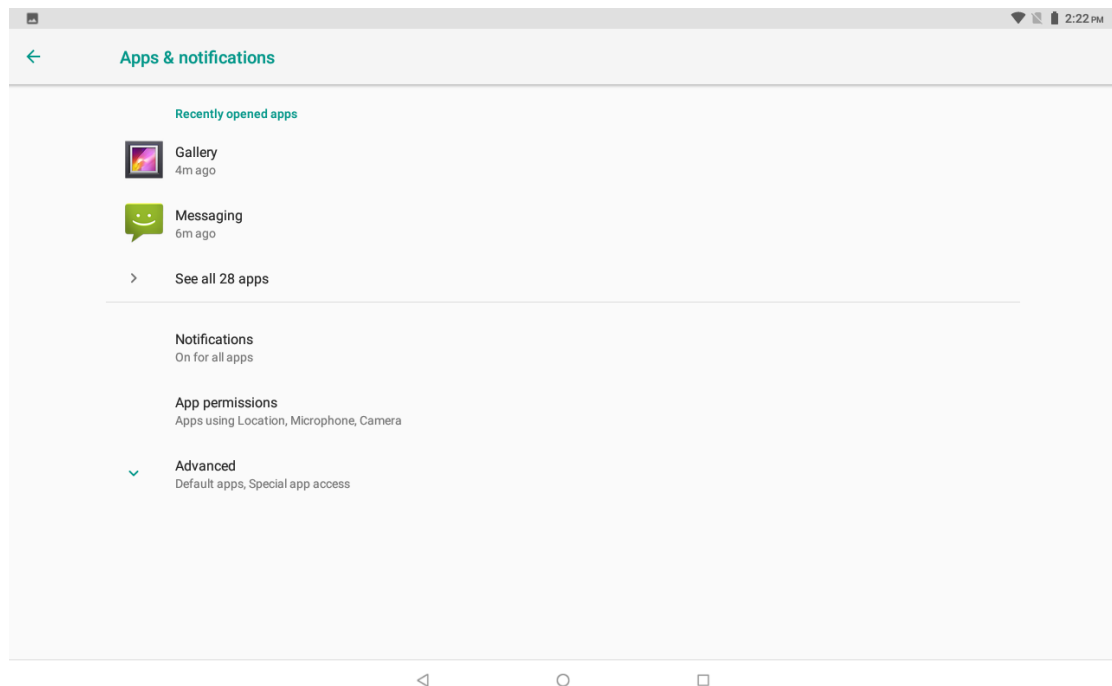 2:22 PM
Apps & notifications
Recently opened apps
Gallery
4m ago
Messaging
6m ago
See all 28 apps
Notifications
On for all apps
App permissions
Apps using Location, Microphone, Camera
Advanced
Default apps, Special app access